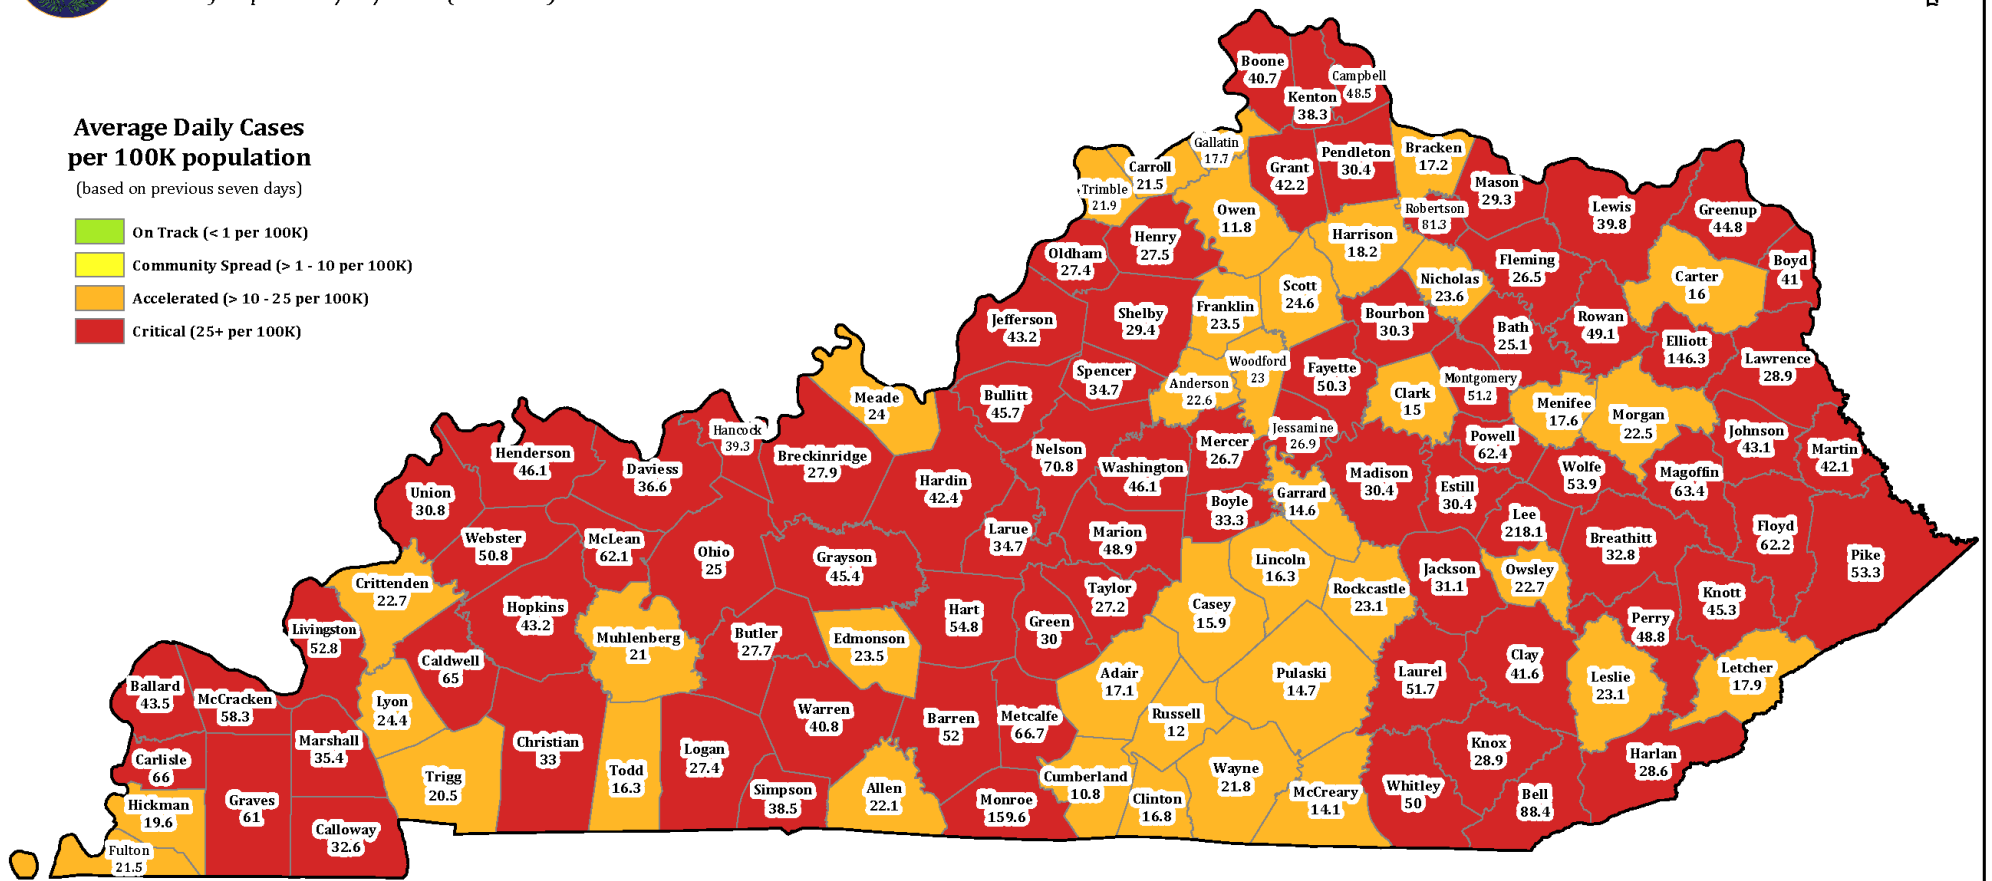 Average Daily Cases
per 100K population
(based on previous seven days)
On Track (< 1 per 100K)
Community Spread (> 1 - 10 per 100K)
Accelerated (> 10 - 25 per 100K)
Critical (25+ per 100K)
Boone
40.7
Campbell
48.5
Kenton
38.3
Gallatin
17.7
Carroll
21.5
Trimble
21.9
Grant
42.2
Pendleton
30.4
Bracken
17.2
Mason
29.3
Robertson
81.3
Lewis
39.8
Greenup
44.8
Boyd
41
Carter
16
Owen
11.8
Henry
27.5
Oldham
27.4
Harrison
18.2
Nicholas
23.6
Fleming
26.5
Scott
24.6
Franklin
23.5
Shelby
29.4
Jefferson
43.2
Bourbon
30.3
Bath
25.1
Rowan
49.1
Elliott
146.3
Lawrence
28.9
Spencer
34.7
Bullitt
45.7
Anderson
22.6
Woodford
23
Fayette
50.3
Clark
15
Montgomery
51.2
Menifee
17.6
Morgan
22.5
Johnson
43.1
Martin
42.1
Meade
24
Hancock
39.3
Breckinridge
27.9
Henderson
46.1
Daviess
36.6
Union
30.8
Hardin
42.4
Nelson
70.8
Washington
46.1
Mercer
26.7
Jessamine
26.9
Madison
30.4
Powell
62.4
Estill
30.4
Wolfe
53.9
Magoffin
63.4
Garrard
14.6
Boyle
33.3
Lee
218.1
Breathitt
32.8
Floyd
62.2
Pike
53.3
Webster
50.8
McLean
62.1
Ohio
25
Grayson
45.4
Larue
34.7
Marion
48.9
Lincoln
16.3
Rockcastle
23.1
Jackson
31.1
Owsley
22.7
Knott
45.3
Perry
48.8
Crittenden
22.7
Hopkins
43.2
Livingston
52.8
Muhlenberg
21
Butler
27.7
Edmonson
23.5
Hart
54.8
Green
30
Taylor
27.2
Casey
15.9
Caldwell
65
Lyon
24.4
Adair
17.1
Pulaski
14.7
Laurel
51.7
Clay
41.6
Leslie
23.1
Letcher
17.9
Ballard
43.5
McCracken
58.3
Carlisle
66
Marshall
35.4
Christian
33
Warren
40.8
Barren
52
Metcalfe
66.7
Russell
12
Knox
28.9
Harlan
28.6
Logan
27.4
Trigg
20.5
Todd
16.3
Simpson
38.5
Allen
22.1
Monroe
159.6
Cumberland
10.8
Clinton
16.8
Wayne
21.8
McCreary
14.1
Whitley
50
Bell
88.4
Hickman
19.6
Graves
61
Calloway
32.6
Fulton
21.5